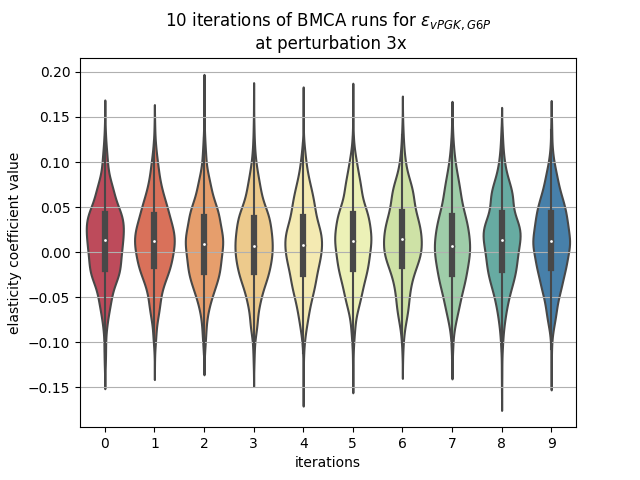 10 iterations of BMCA runs for ε_{vPGK, G6P}
at perturbation 3x
elasticity coefficient value
0.20
0.15
0.10
0.05
0.00
−0.05
−0.10
−0.15
0 1 2 3 4 5 6 7 8 9
iterations